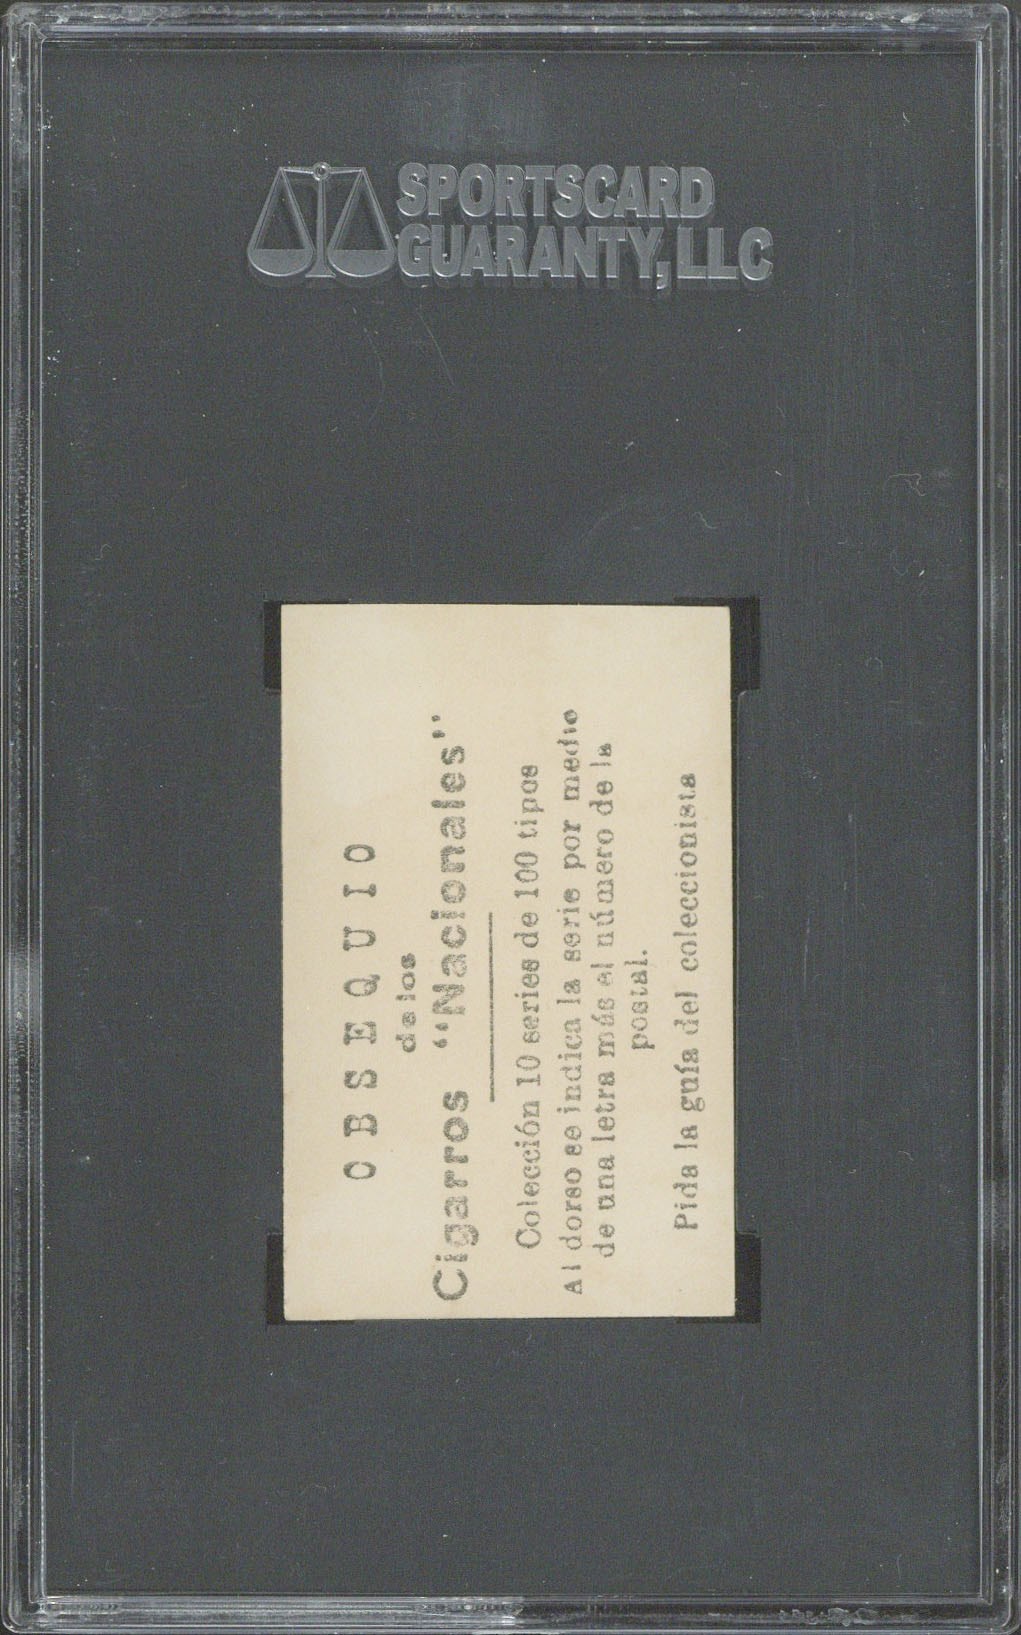 SPORTSCARD
GUARANTY, LLC
OBSEQUIO
de los
Cigarros "Nacionales"
Colección 10 series de 100 tipos
Al dorso se indica la serie por medio
de una letra más el número de la
postal.
Pida la guía del coleccionista